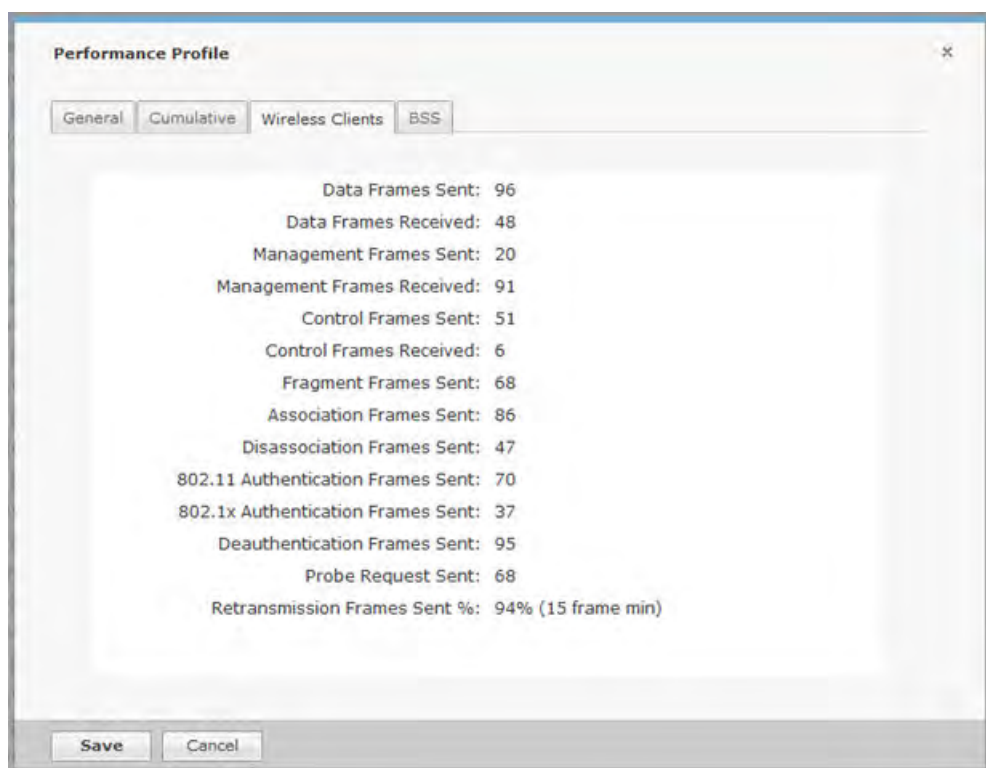 Performance Profile ×
General Cumulative Wireless Clients BSS
Data Frames Sent: 96
Data Frames Received: 48
Management Frames Sent: 20
Management Frames Received: 91
Control Frames Sent: 51
Control Frames Received: 6
Fragment Frames Sent: 68
Association Frames Sent: 86
Disassociation Frames Sent: 47
802.11 Authentication Frames Sent: 70
802.1x Authentication Frames Sent: 37
Deauthentication Frames Sent: 95
Probe Request Sent: 68
Retransmission Frames Sent %: 94% (15 frame min)
Save Cancel